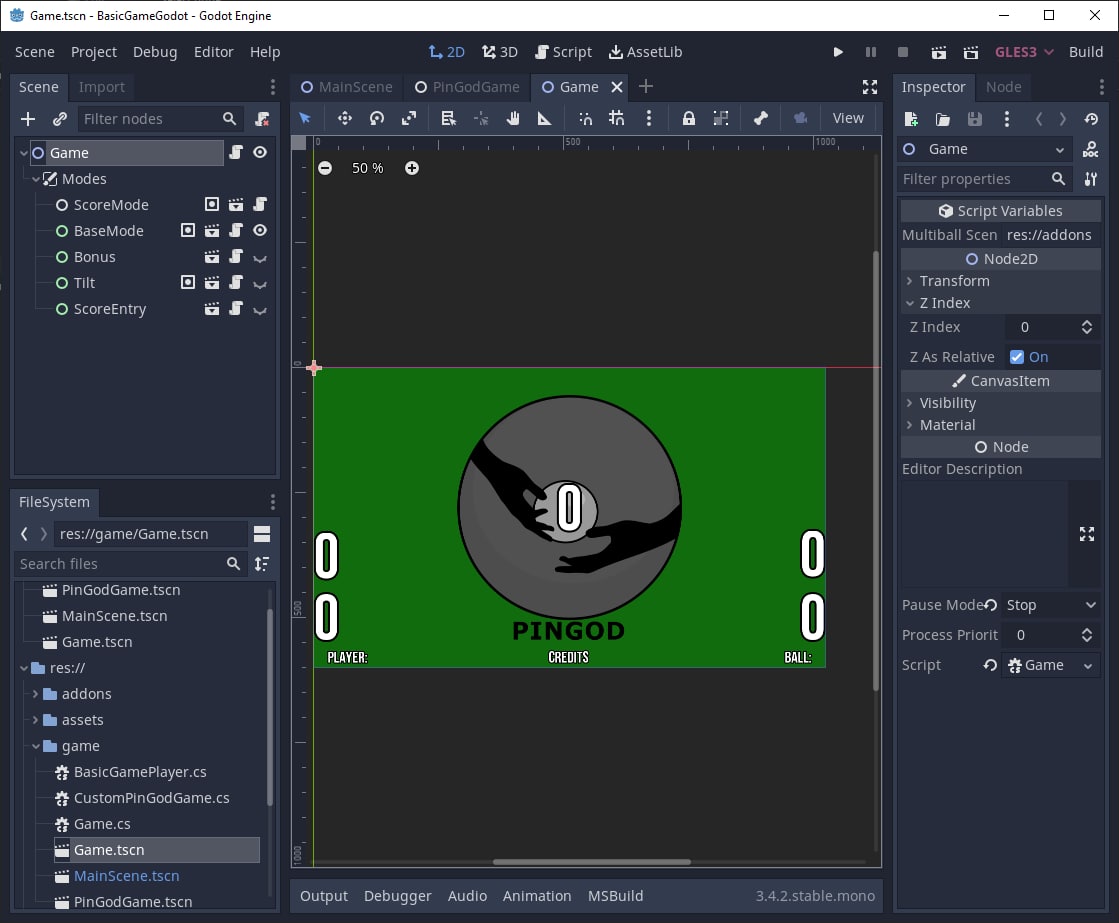 Game.tscn - BasicGameGodot - Godot Engine
Scene Project Debug Editor Help
2D 3D Script AssetLib
GLES3 Build
Scene Import
Filter nodes
Game
Modes
ScoreMode
BaseMode
Bonus
Tilt
ScoreEntry
FileSystem
res://game/Game.tscn
Search files
PinGodGame.tscn
MainScene.tscn
Game.tscn
res://
addons
assets
game
BasicGamePlayer.cs
CustomPinGodGame.cs
Game.cs
Game.tscn
MainScene.tscn
PinGodGame.tscn
MainScene PinGodGame Game
View
0 500 1000
50 %
0
500
1000
0
0 0
0 0
PINGOD
PLAYER: CREDITS BALL:
Output Debugger Audio Animation MSBuild 3.4.2.stable.mono
Inspector Node
Game
Filter properties
Script Variables
Multiball Scen res://addons
Node2D
Transform
Z Index
Z Index 0
Z As Relative On
CanvasItem
Visibility
Material
Node
Editor Description
Pause Mode Stop
Process Priorit 0
Script Game